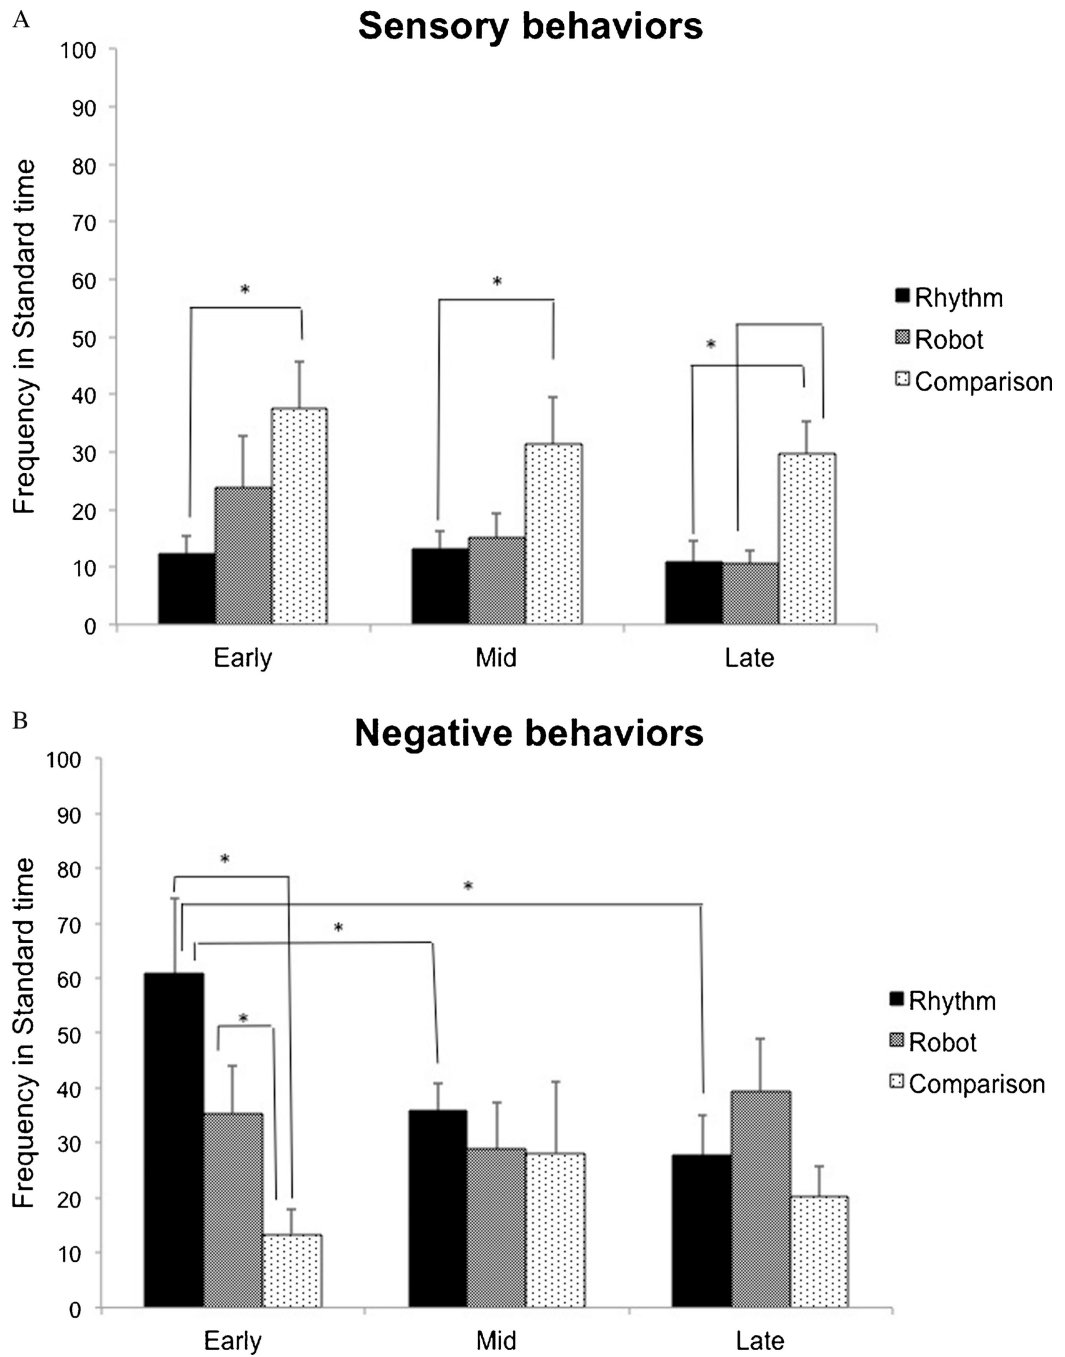 A
Sensory behaviors
Frequency in Standard time
100
90
80
70
60
50
40
30
20
10
0
*
*
*
Early
Mid
Late
Rhythm
Robot
Comparison
B
Negative behaviors
Frequency in Standard time
100
90
80
70
60
50
40
30
20
10
0
*
*
*
*
Early
Mid
Late
Rhythm
Robot
Comparison